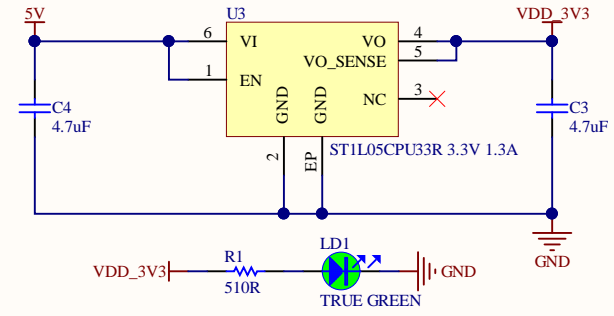 5V
U3
VDD_3V3
6
VI
VO
4
VO_SENSE
5
1
EN
NC
3
GND
GND
C4
4.7uF
C3
4.7uF
2
EP
ST1L05CPU33R 3.3V 1.3A
GND
VDD_3V3
R1
510R
LD1
TRUE GREEN
GND